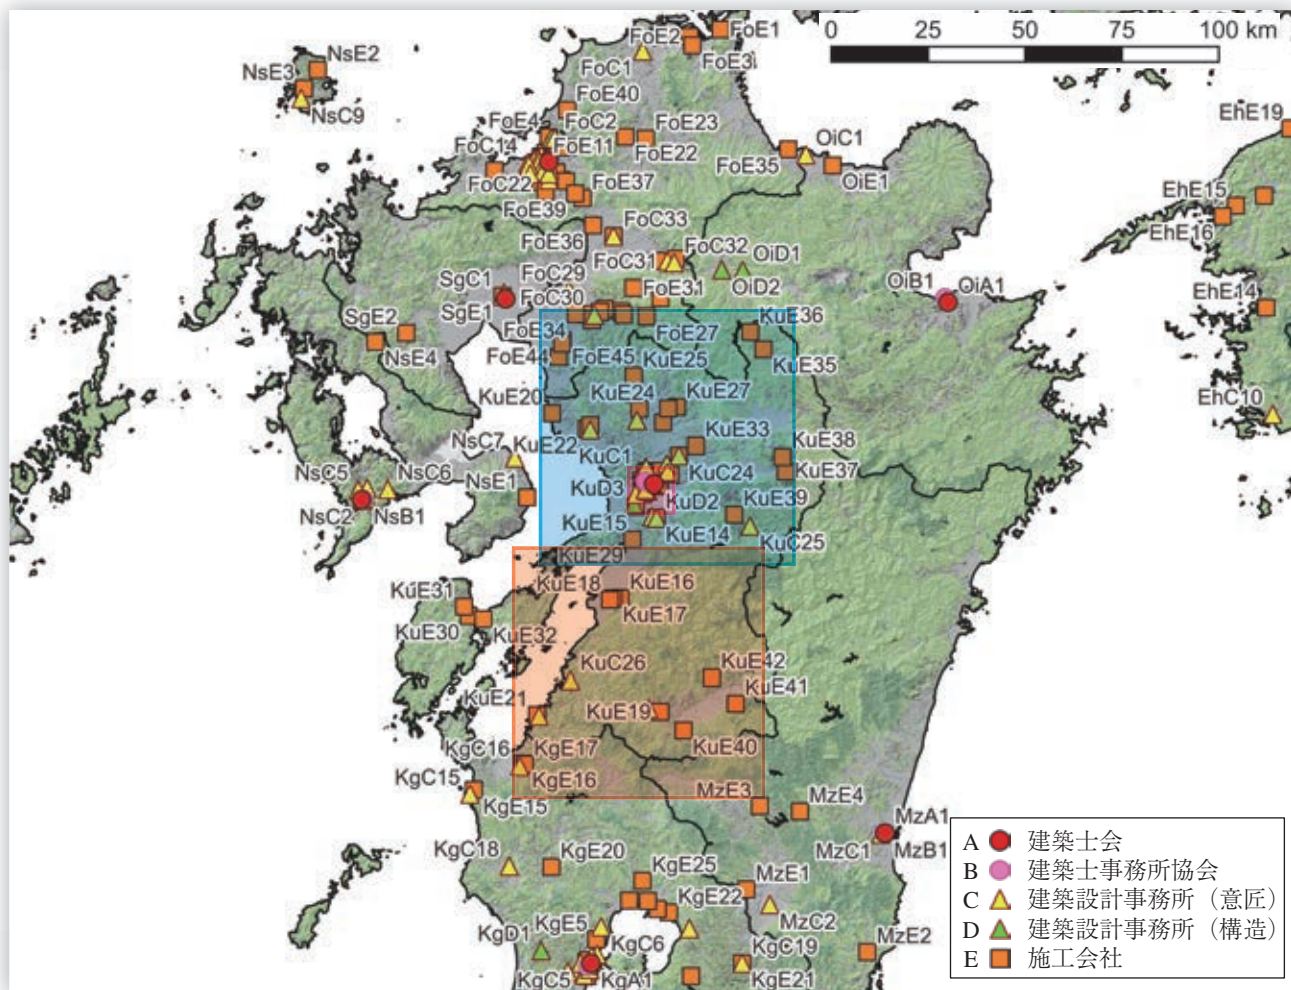 0 30 50 75 100 km
FoE2
FoE1
NsE2
FoE3
NsE3
FoC1
EhE19
NsC9
FoE40
FoE4
FoC2
FoE23
OiC1
FoC14
FoE11
FoE22
FoE35
OiE1
FoC22
FoE37
EhE15
FoE39
FoC33
EhE16
FoE36
FoC32
OiD1
FoC31
FoC29
SgC1
OiB1
OiA1
OiD2
FoC30
FoE31
EhE14
SgE1
SgE2
FoE34
FoE27
KuE36
NsE4
FoE44
FoE45
KuE25
KuE35
KuE20
KuE24
KuE27
EhC10
NsC7
KuE22
KuE33
KuE38
NsC5
NsC6
KuC1
KuC24
KuE37
NsE1
KuD3
KuD2
KuE39
NsC2
NsB1
KuE15
KuE14
KuC25
KuE29
KuE31
KuE18
KuE16
KuE17
KuE30
KuE32
KuC26
KuE42
KuE21
KuE41
KuE19
KgC16
KgE17
KuE40
KgC15
KgE16
MzE3
KgE15
MzE4
MzA1
KgC18
KgE20
MzC1
MzB1
KgE25
MzE1
KgE22
KgE5
MzC2
KgD1
KgC6
KgC19
MzE2
KgC5
KgA1
KgE21
A 建築士会
B 建築士事務所協会
C 建築設計事務所（意匠）
D 建築設計事務所（構造）
E 施工会社